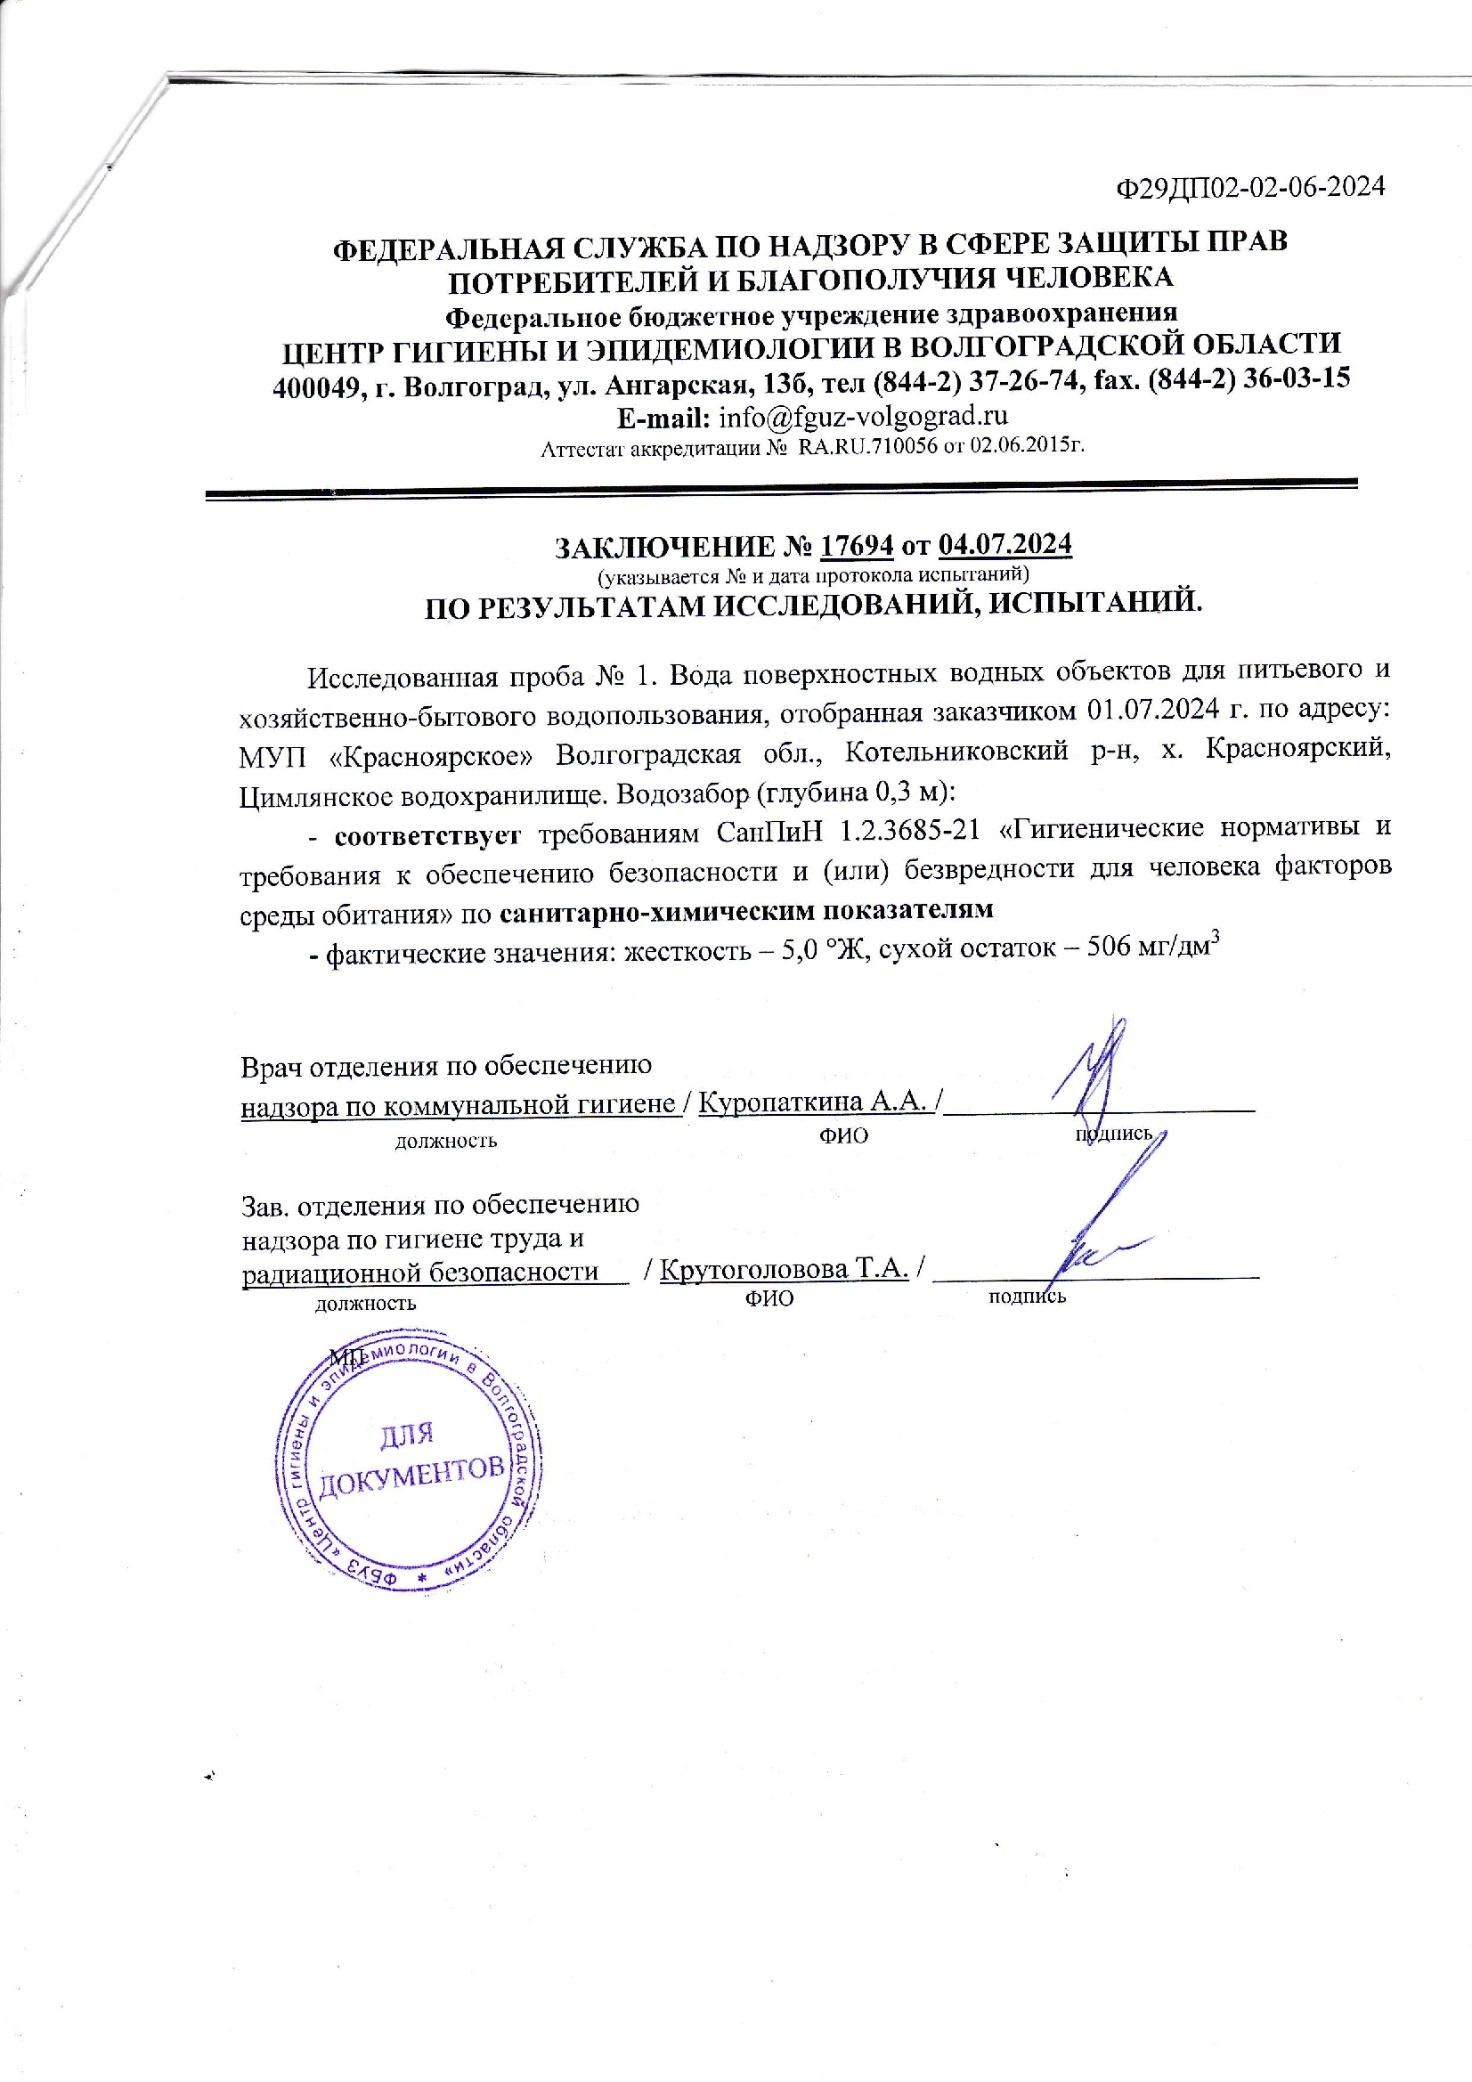 Ф29ДП02-02-06-2024
ФЕДЕРАЛЬНАЯ СЛУЖБА ПО НАДЗОРУ В СФЕРЕ ЗАЩИТЫ ПРАВ
ПОТРЕБИТЕЛЕЙ И БЛАГОПОЛУЧИЯ ЧЕЛОВЕКА
Федеральное бюджетное учреждение здравоохранения
ЦЕНТР ГИГИЕНЫ И ЭПИДЕМИОЛОГИИ В ВОЛГОГРАДСКОЙ ОБЛАСТИ
400049, г. Волгоград, ул. Ангарская, 13б, тел (844-2) 37-26-74, fax. (844-2) 36-03-15
E-mail: info@fguz-volgograd.ru
Аттестат аккредитации № RA.RU.710056 от 02.06.2015г.
ЗАКЛЮЧЕНИЕ № 17694 от 04.07.2024
(указывается № и дата протокола испытаний)
ПО РЕЗУЛЬТАТАМ ИССЛЕДОВАНИЙ, ИСПЫТАНИЙ.
Исследованная проба № 1. Вода поверхностных водных объектов для питьевого и
хозяйственно-бытового водопользования, отобранная заказчиком 01.07.2024 г. по адресу:
МУП «Красноярское» Волгоградская обл., Котельниковский р-н, х. Красноярский,
Цимлянское водохранилище. Водозабор (глубина 0,3 м):
- соответствует требованиям СанПиН 1.2.3685-21 «Гигиенические нормативы и
требования к обеспечению безопасности и (или) безвредности для человека факторов
среды обитания» по санитарно-химическим показателям
- фактические значения: жесткость – 5,0 °Ж, сухой остаток – 506 мг/дм³
Врач отделения по обеспечению
надзора по коммунальной гигиене / Куропаткина А.А. /
должность ФИО подпись
Зав. отделения по обеспечению
надзора по гигиене труда и
радиационной безопасности / Крутоголовова Т.А. /
должность ФИО подпись
МП
ФБУЗ «Центр гигиены и эпидемиологии в Волгоградской области» *
ДЛЯ
ДОКУМЕНТОВ